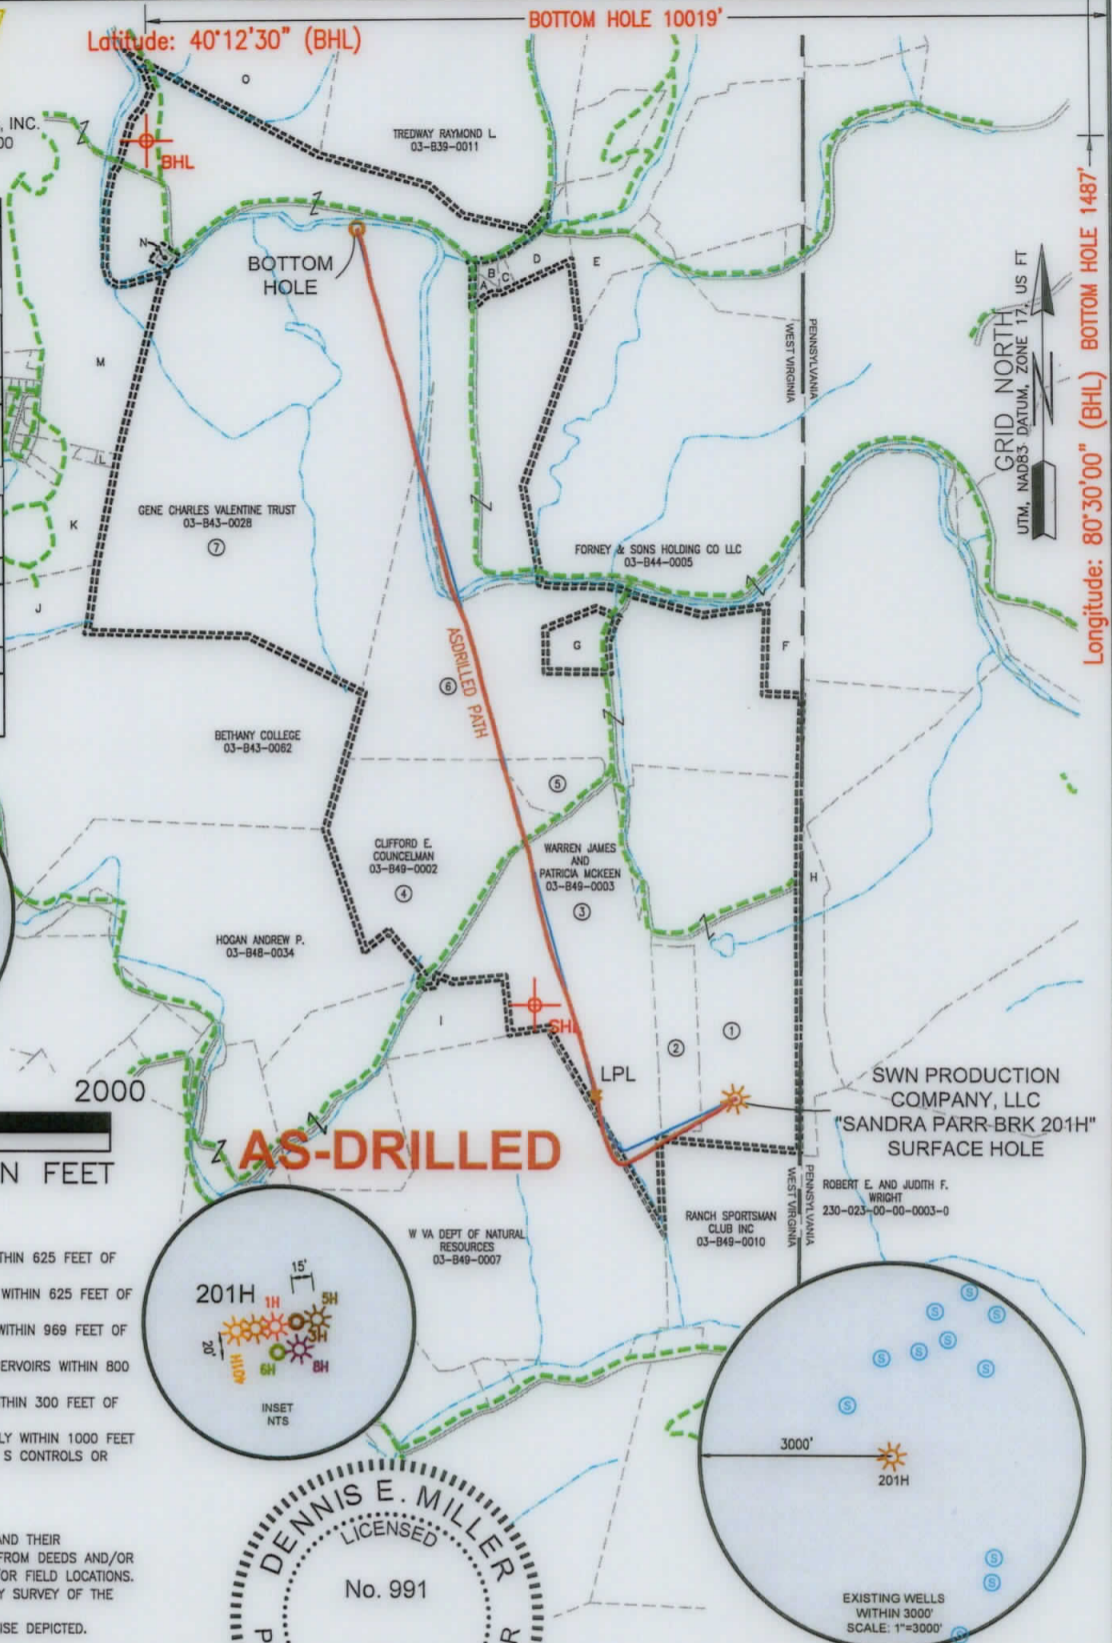 BOTTOM HOLE 10019'
Latitude: 40°12'30" (BHL)
O
, INC.
00
TREDWAY RAYMOND L.
03-B39-0011
BHL
BOTTOM HOLE 1487'
Longitude: 80°30'00" (BHL)
N
BOTTOM
HOLE
A
B
C
D
E
WEST VIRGINIA
PENNSYLVANIA
GRID NORTH
UTM, NAD83 DATUM, ZONE 17, US FT
M
L
K
J
GENE CHARLES VALENTINE TRUST
03-B43-0028
7
FORNEY & SONS HOLDING CO LLC
03-B44-0005
G
F
ASDRILLED PATH
6
BETHANY COLLEGE
03-B43-0062
5
CLIFFORD E.
COUNCELMAN
03-B49-0002
4
WARREN JAMES
AND
PATRICIA MCKEEN
03-B49-0003
3
H
HOGAN ANDREW P.
03-B48-0034
I
SHL
2
1
LPL
2000
N FEET
SWN PRODUCTION
COMPANY, LLC
"SANDRA PARR BRK 201H"
SURFACE HOLE
AS-DRILLED
WEST VIRGINIA
PENNSYLVANIA
ROBERT E. AND JUDITH F.
WRIGHT
230-023-00-00-0003-0
RANCH SPORTSMAN
CLUB INC
03-B49-0010
W VA DEPT OF NATURAL
RESOURCES
03-B49-0007
THIN 625 FEET OF
WITHIN 625 FEET OF
WITHIN 969 FEET OF
ERVOIRS WITHIN 800
THIN 300 FEET OF
LY WITHIN 1000 FEET
S CONTROLS OR
201H
15'
1H
5H
3H
20'
401H
6H
8H
INSET
NTS
S
S
S
S
S
S
S
S
3000'
201H
S
S
S
EXISTING WELLS
WITHIN 3000'
SCALE: 1"=3000'
AND THEIR
FROM DEEDS AND/OR
OR FIELD LOCATIONS.
Y SURVEY OF THE
ISE DEPICTED.
DENNIS E. MILLER
LICENSED
No. 991
P
R